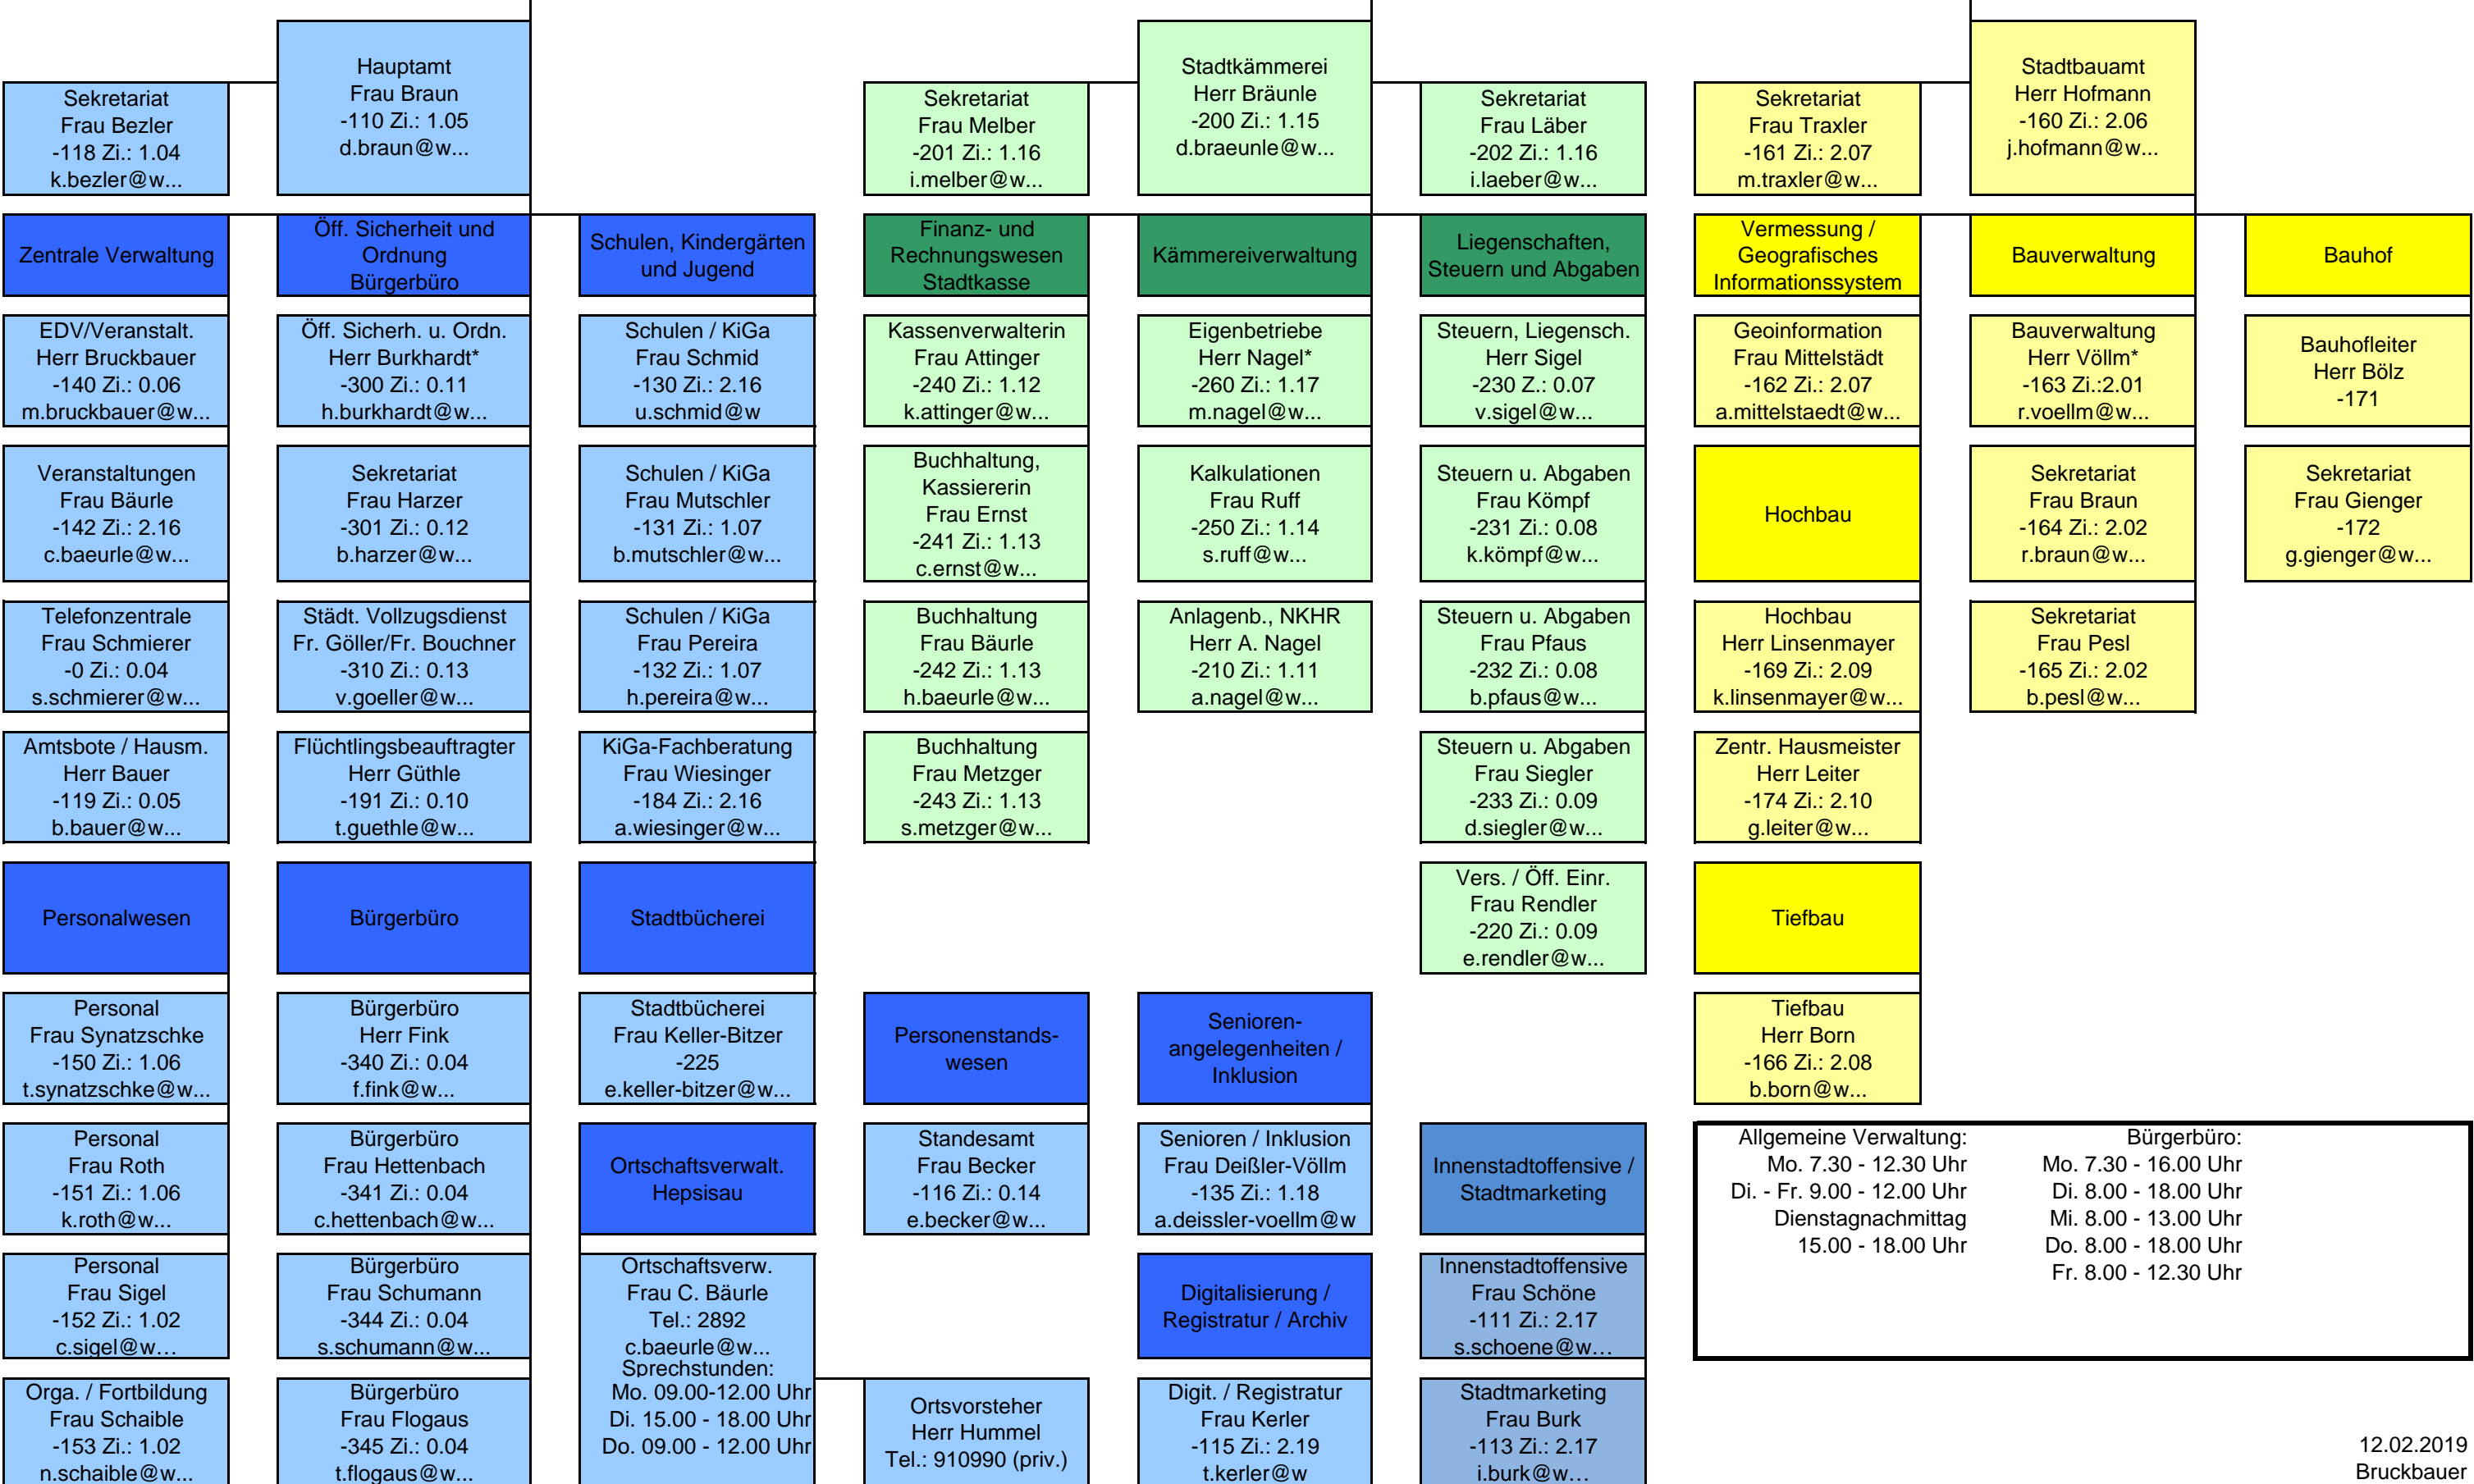 Hauptamt
Frau Braun
-110 Zi.: 1.05
d.braun@w...
Stadtkämmerei
Herr Bräunle
-200 Zi.: 1.15
d.braeunle@w...
Stadtbauamt
Herr Hofmann
-160 Zi.: 2.06
j.hofmann@w...
Sekretariat
Frau Bezler
-118 Zi.: 1.04
k.bezler@w...
Sekretariat
Frau Melber
-201 Zi.: 1.16
i.melber@w...
Sekretariat
Frau Läber
-202 Zi.: 1.16
i.laeber@w...
Sekretariat
Frau Traxler
-161 Zi.: 2.07
m.traxler@w...
Zentrale Verwaltung
Öff. Sicherheit und
Ordnung
Bürgerbüro
Schulen, Kindergärten
und Jugend
Finanz- und
Rechnungswesen
Stadtkasse
Kämmereiverwaltung
Liegenschaften,
Steuern und Abgaben
Vermessung /
Geografisches
Informationssystem
Bauverwaltung
Bauhof
EDV/Veranstalt.
Herr Bruckbauer
-140 Zi.: 0.06
m.bruckbauer@w...
Öff. Sicherh. u. Ordn.
Herr Burkhardt*
-300 Zi.: 0.11
h.burkhardt@w...
Schulen / KiGa
Frau Schmid
-130 Zi.: 2.16
u.schmid@w
Kassenverwalterin
Frau Attinger
-240 Zi.: 1.12
k.attinger@w...
Eigenbetriebe
Herr Nagel*
-260 Zi.: 1.17
m.nagel@w...
Steuern, Liegensch.
Herr Sigel
-230 Z.: 0.07
v.sigel@w...
Geoinformation
Frau Mittelstädt
-162 Zi.: 2.07
a.mittelstaedt@w...
Bauverwaltung
Herr Völlm*
-163 Zi.:2.01
r.voellm@w...
Bauhofleiter
Herr Bölz
-171
Veranstaltungen
Frau Bäurle
-142 Zi.: 2.16
c.baeurle@w...
Sekretariat
Frau Harzer
-301 Zi.: 0.12
b.harzer@w...
Schulen / KiGa
Frau Mutschler
-131 Zi.: 1.07
b.mutschler@w...
Buchhaltung,
Kassiererin
Frau Ernst
-241 Zi.: 1.13
c.ernst@w...
Kalkulationen
Frau Ruff
-250 Zi.: 1.14
s.ruff@w...
Steuern u. Abgaben
Frau Kömpf
-231 Zi.: 0.08
k.kömpf@w...
Hochbau
Sekretariat
Frau Braun
-164 Zi.: 2.02
r.braun@w...
Sekretariat
Frau Gienger
-172
g.gienger@w...
Telefonzentrale
Frau Schmierer
-0 Zi.: 0.04
s.schmierer@w...
Städt. Vollzugsdienst
Fr. Göller/Fr. Bouchner
-310 Zi.: 0.13
v.goeller@w...
Schulen / KiGa
Frau Pereira
-132 Zi.: 1.07
h.pereira@w...
Buchhaltung
Frau Bäurle
-242 Zi.: 1.13
h.baeurle@w...
Anlagenb., NKHR
Herr A. Nagel
-210 Zi.: 1.11
a.nagel@w...
Steuern u. Abgaben
Frau Pfaus
-232 Zi.: 0.08
b.pfaus@w...
Hochbau
Herr Linsenmayer
-169 Zi.: 2.09
k.linsenmayer@w...
Sekretariat
Frau Pesl
-165 Zi.: 2.02
b.pesl@w...
Amtsbote / Hausm.
Herr Bauer
-119 Zi.: 0.05
b.bauer@w...
Flüchtlingsbeauftragter
Herr Güthle
-191 Zi.: 0.10
t.guethle@w...
KiGa-Fachberatung
Frau Wiesinger
-184 Zi.: 2.16
a.wiesinger@w...
Buchhaltung
Frau Metzger
-243 Zi.: 1.13
s.metzger@w...
Steuern u. Abgaben
Frau Siegler
-233 Zi.: 0.09
d.siegler@w...
Zentr. Hausmeister
Herr Leiter
-174 Zi.: 2.10
g.leiter@w...
Personalwesen
Bürgerbüro
Stadtbücherei
Vers. / Öff. Einr.
Frau Rendler
-220 Zi.: 0.09
e.rendler@w...
Tiefbau
Personal
Frau Synatzschke
-150 Zi.: 1.06
t.synatzschke@w...
Bürgerbüro
Herr Fink
-340 Zi.: 0.04
f.fink@w...
Stadtbücherei
Frau Keller-Bitzer
-225
e.keller-bitzer@w...
Personenstands-
wesen
Senioren-
angelegenheiten /
Inklusion
Tiefbau
Herr Born
-166 Zi.: 2.08
b.born@w...
Personal
Frau Roth
-151 Zi.: 1.06
k.roth@w...
Bürgerbüro
Frau Hettenbach
-341 Zi.: 0.04
c.hettenbach@w...
Ortschaftsverwalt.
Hepsisau
Standesamt
Frau Becker
-116 Zi.: 0.14
e.becker@w...
Senioren / Inklusion
Frau Deißler-Völlm
-135 Zi.: 1.18
a.deissler-voellm@w
Innenstadtoffensive /
Stadtmarketing
Allgemeine Verwaltung:
Mo. 7.30 - 12.30 Uhr
Di. - Fr. 9.00 - 12.00 Uhr
Dienstagnachmittag
15.00 - 18.00 Uhr
Bürgerbüro:
Mo. 7.30 - 16.00 Uhr
Di. 8.00 - 18.00 Uhr
Mi. 8.00 - 13.00 Uhr
Do. 8.00 - 18.00 Uhr
Fr. 8.00 - 12.30 Uhr
Personal
Frau Sigel
-152 Zi.: 1.02
c.sigel@w…
Bürgerbüro
Frau Schumann
-344 Zi.: 0.04
s.schumann@w...
Ortschaftsverw.
Frau C. Bäurle
Tel.: 2892
c.baeurle@w...
Sprechstunden:
Mo. 09.00-12.00 Uhr
Di. 15.00 - 18.00 Uhr
Do. 09.00 - 12.00 Uhr
Digitalisierung /
Registratur / Archiv
Innenstadtoffensive
Frau Schöne
-111 Zi.: 2.17
s.schoene@w…
Orga. / Fortbildung
Frau Schaible
-153 Zi.: 1.02
n.schaible@w...
Bürgerbüro
Frau Flogaus
-345 Zi.: 0.04
t.flogaus@w...
Ortsvorsteher
Herr Hummel
Tel.: 910990 (priv.)
Digit. / Registratur
Frau Kerler
-115 Zi.: 2.19
t.kerler@w
Stadtmarketing
Frau Burk
-113 Zi.: 2.17
i.burk@w…
12.02.2019
Bruckbauer